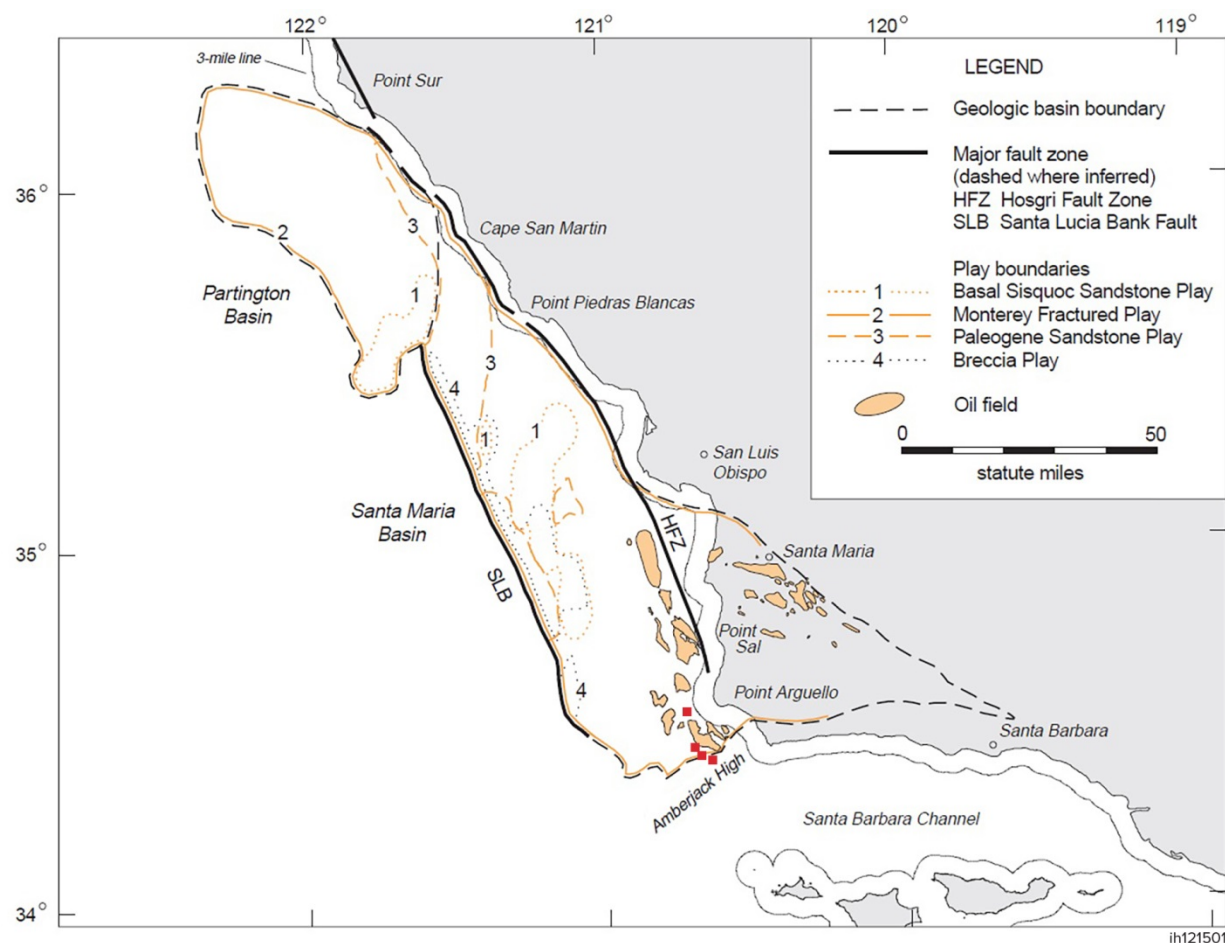 122°
121°
120°
119°
3-mile line
Point Sur
36°
3
Cape San Martin
2
Partington
Basin
1
Point Piedras Blancas
3
4
1
1
San Luis
Obispo
Santa Maria
Basin
HFZ
35°
Santa Maria
SLB
Point
Sal
4
Point Arguello
Santa Barbara
Amberjack High
Santa Barbara Channel
34°
LEGEND
Geologic basin boundary
Major fault zone
(dashed where inferred)
HFZ Hosgri Fault Zone
SLB Santa Lucia Bank Fault
Play boundaries
1 Basal Sisquoc Sandstone Play
2 Monterey Fractured Play
3 Paleogene Sandstone Play
4 Breccia Play
Oil field
0 50
statute miles
ih121501